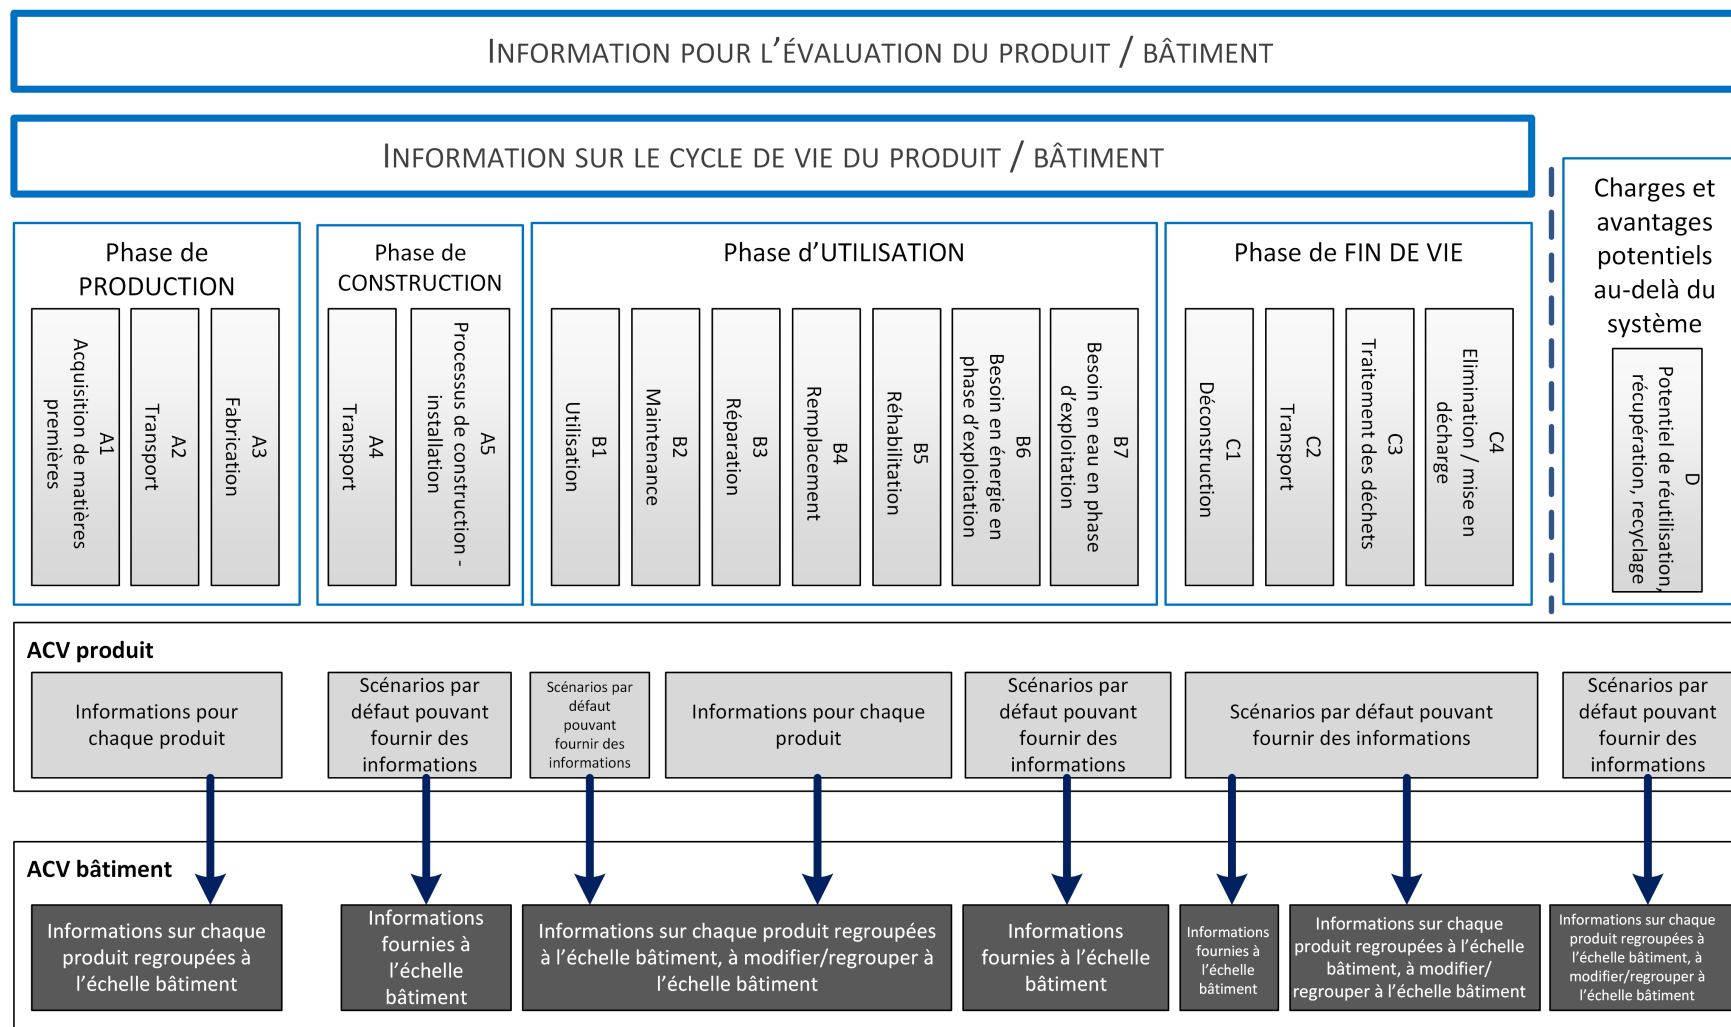 INFORMATION POUR L'ÉVALUATION DU PRODUIT / BÂTIMENT
INFORMATION SUR LE CYCLE DE VIE DU PRODUIT / BÂTIMENT
Phase de
PRODUCTION
A1
Acquisition de matières
premières
A2
Transport
A3
Fabrication
Phase de
CONSTRUCTION
A4
Transport
A5
Processus de construction -
installation
Phase d'UTILISATION
B1
Utilisation
B2
Maintenance
B3
Réparation
B4
Remplacement
B5
Réhabilitation
B6
Besoin en énergie en
phase d'exploitation
B7
Besoin en eau en phase
d'exploitation
Phase de FIN DE VIE
C1
Déconstruction
C2
Transport
C3
Traitement des déchets
C4
Elimination / mise en
décharge
Charges et
avantages
potentiels
au-delà du
système
D
Potentiel de réutilisation,
récupération, recyclage
ACV produit
Informations pour
chaque produit
Scénarios par
défaut pouvant
fournir des
informations
Scénarios par
défaut
pouvant
fournir des
informations
Informations pour chaque
produit
Scénarios par
défaut pouvant
fournir des
informations
Scénarios par défaut pouvant
fournir des informations
Scénarios par
défaut pouvant
fournir des
informations
ACV bâtiment
Informations sur chaque
produit regroupées à
l'échelle bâtiment
Informations
fournies à
l'échelle
bâtiment
Informations sur chaque produit regroupées
à l'échelle bâtiment, à modifier/regrouper à
l'échelle bâtiment
Informations
fournies à l'échelle
bâtiment
Informations
fournies à
l'échelle
bâtiment
Informations sur chaque
produit regroupées à l'échelle
bâtiment, à modifier/
regrouper à l'échelle bâtiment
Informations sur chaque
produit regroupées à
l'échelle bâtiment, à
modifier/regrouper à
l'échelle bâtiment